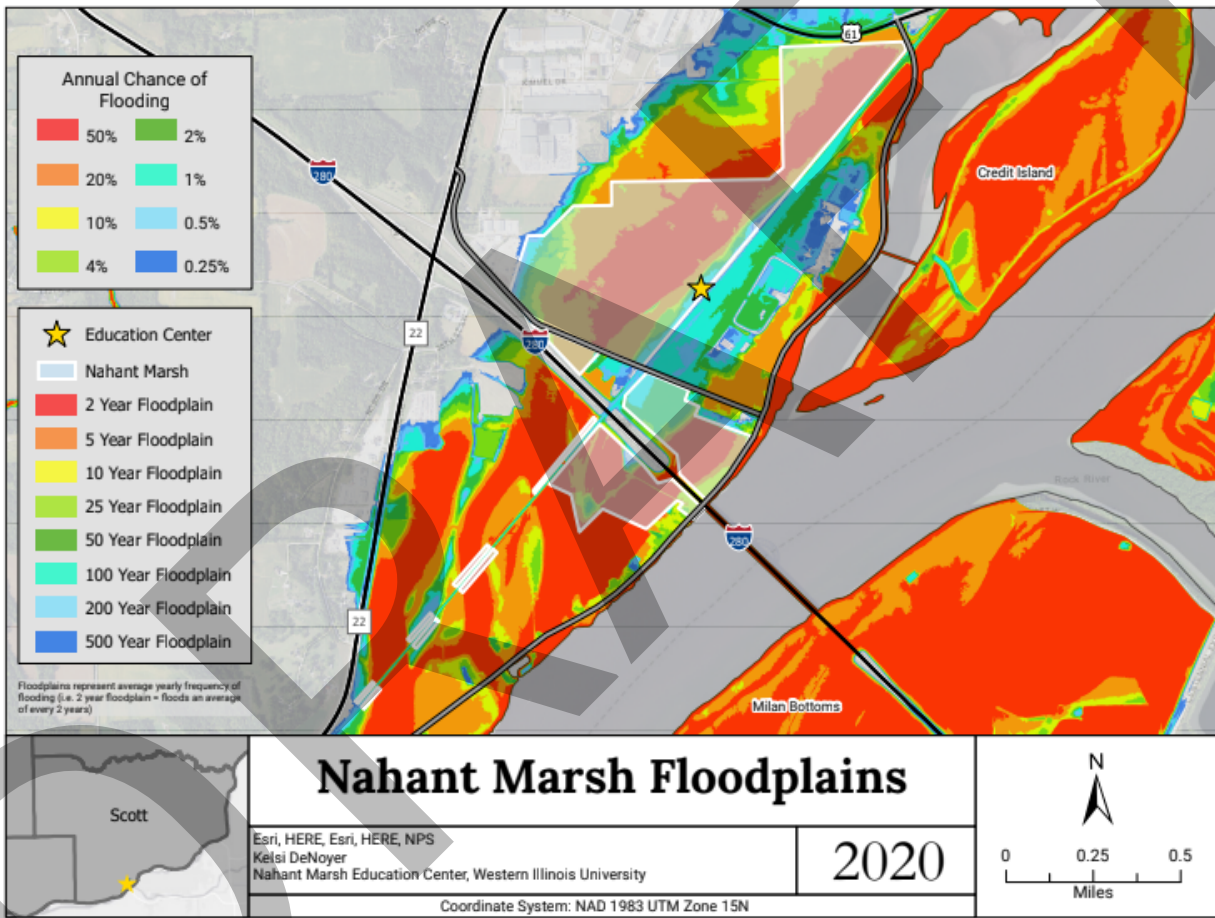 Annual Chance of
Flooding
50% 2%
20% 1%
10% 0.5%
4% 0.25%
Education Center
Nahant Marsh
2 Year Floodplain
5 Year Floodplain
10 Year Floodplain
25 Year Floodplain
50 Year Floodplain
100 Year Floodplain
200 Year Floodplain
500 Year Floodplain
Floodplains represent average yearly frequency of
flooding (i.e. 2 year floodplain = floods an average
of every 2 years)
61
280
Credit Island
22
280
Rock River
280
22
Milan Bottoms
Scott
Nahant Marsh Floodplains
Esri, HERE, Esri, HERE, NPS
Kelsi DeNoyer
Nahant Marsh Education Center, Western Illinois University
2020
Coordinate System: NAD 1983 UTM Zone 15N
N
0 0.25 0.5
Miles
DRAFT